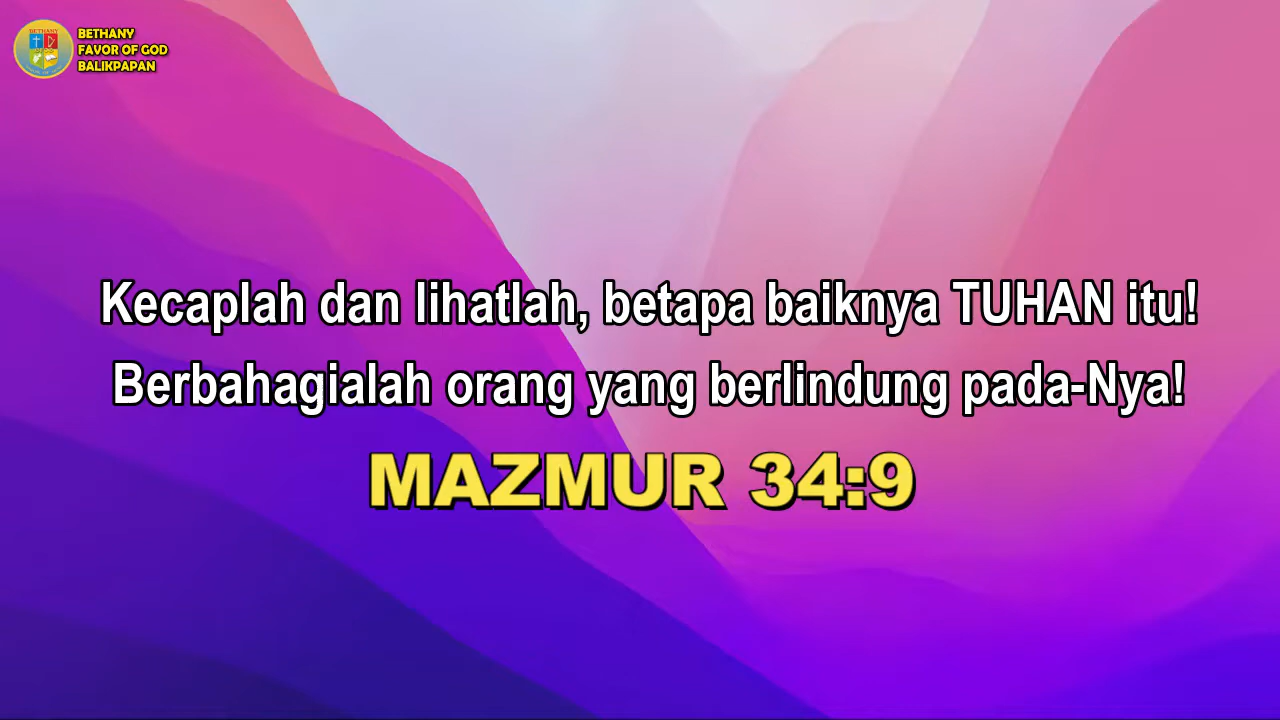 BETHANY
FAVOR OF GOD
BALIKPAPAN
Kecaplah dan lihatlah, betapa baiknya TUHAN itu!
Berbahagialah orang yang berlindung pada-Nya!
MAZMUR 34:9